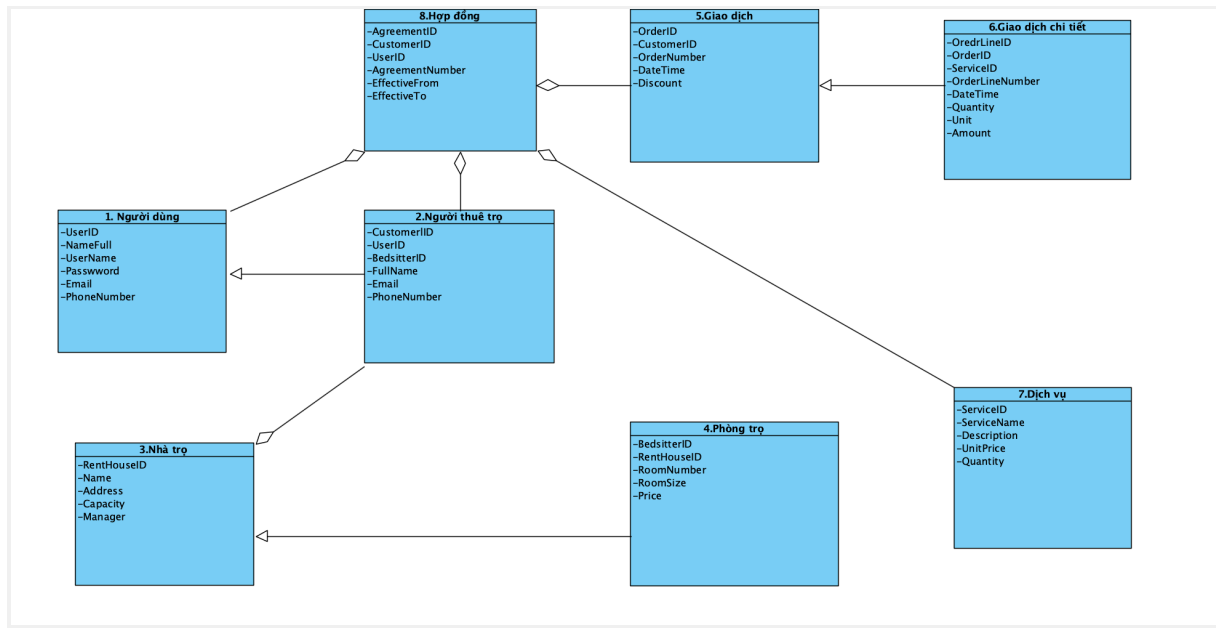 8.Hợp đồng
-AgreementID
-CustomerID
-UserID
-AgreementNumber
-EffectiveFrom
-EffectiveTo
5.Giao dịch
-OrderID
-CustomerID
-OrderNumber
-DateTime
-Discount
6.Giao dịch chi tiết
-OredrLineID
-OrderID
-ServiceID
-OrderLineNumber
-DateTime
-Quantity
-Unit
-Amount
1. Người dùng
-UserID
-NameFull
-UserName
-Passwword
-Email
-PhoneNumber
2.Người thuê trọ
-CustomerIID
-UserID
-BedsitterID
-FullName
-Email
-PhoneNumber
3.Nhà trọ
-RentHouseID
-Name
-Address
-Capacity
-Manager
4.Phòng trọ
-BedsitterID
-RentHouseID
-RoomNumber
-RoomSize
-Price
7.Dịch vụ
-ServiceID
-ServiceName
-Description
-UnitPrice
-Quantity